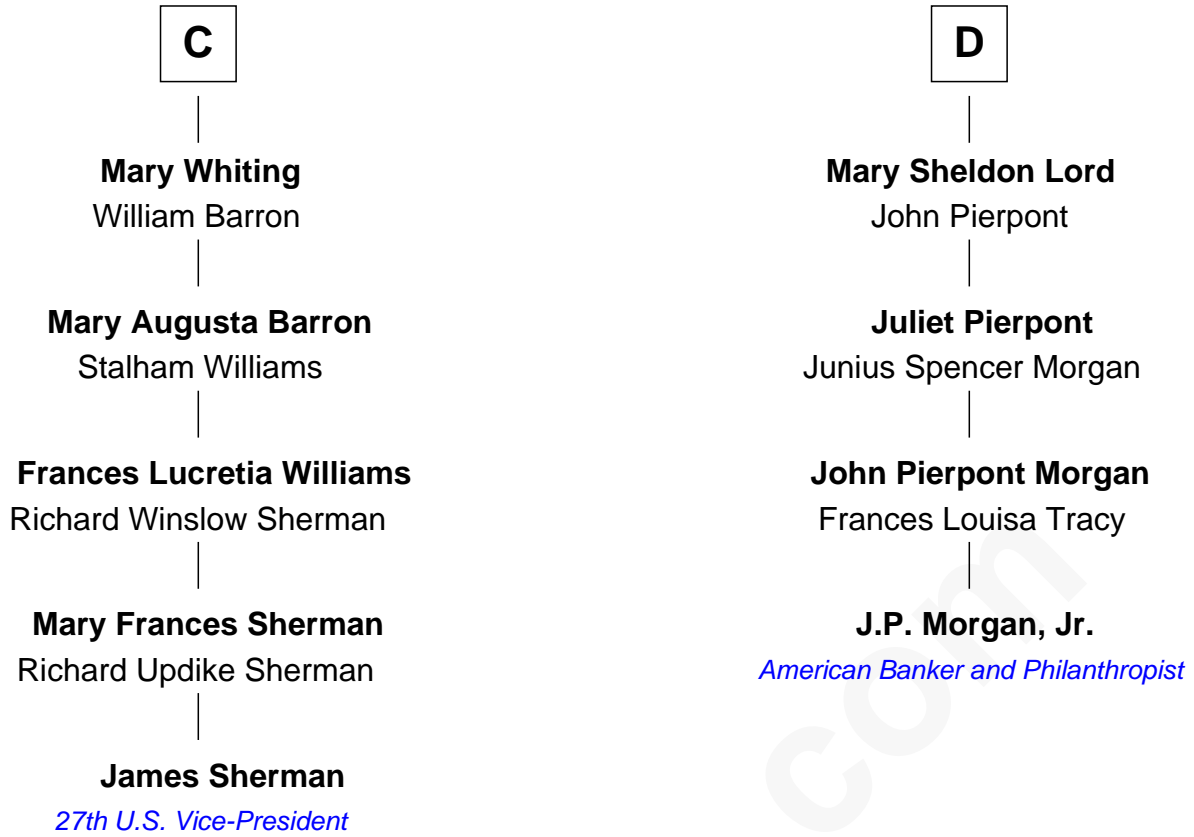 C
Mary Whiting
William Barron
Mary Augusta Barron
Stalham Williams
Frances Lucretia Williams
Richard Winslow Sherman
Mary Frances Sherman
Richard Updike Sherman
James Sherman
27th U.S. Vice-President
D
Mary Sheldon Lord
John Pierpont
Juliet Pierpont
Junius Spencer Morgan
John Pierpont Morgan
Frances Louisa Tracy
J.P. Morgan, Jr.
American Banker and Philanthropist
com